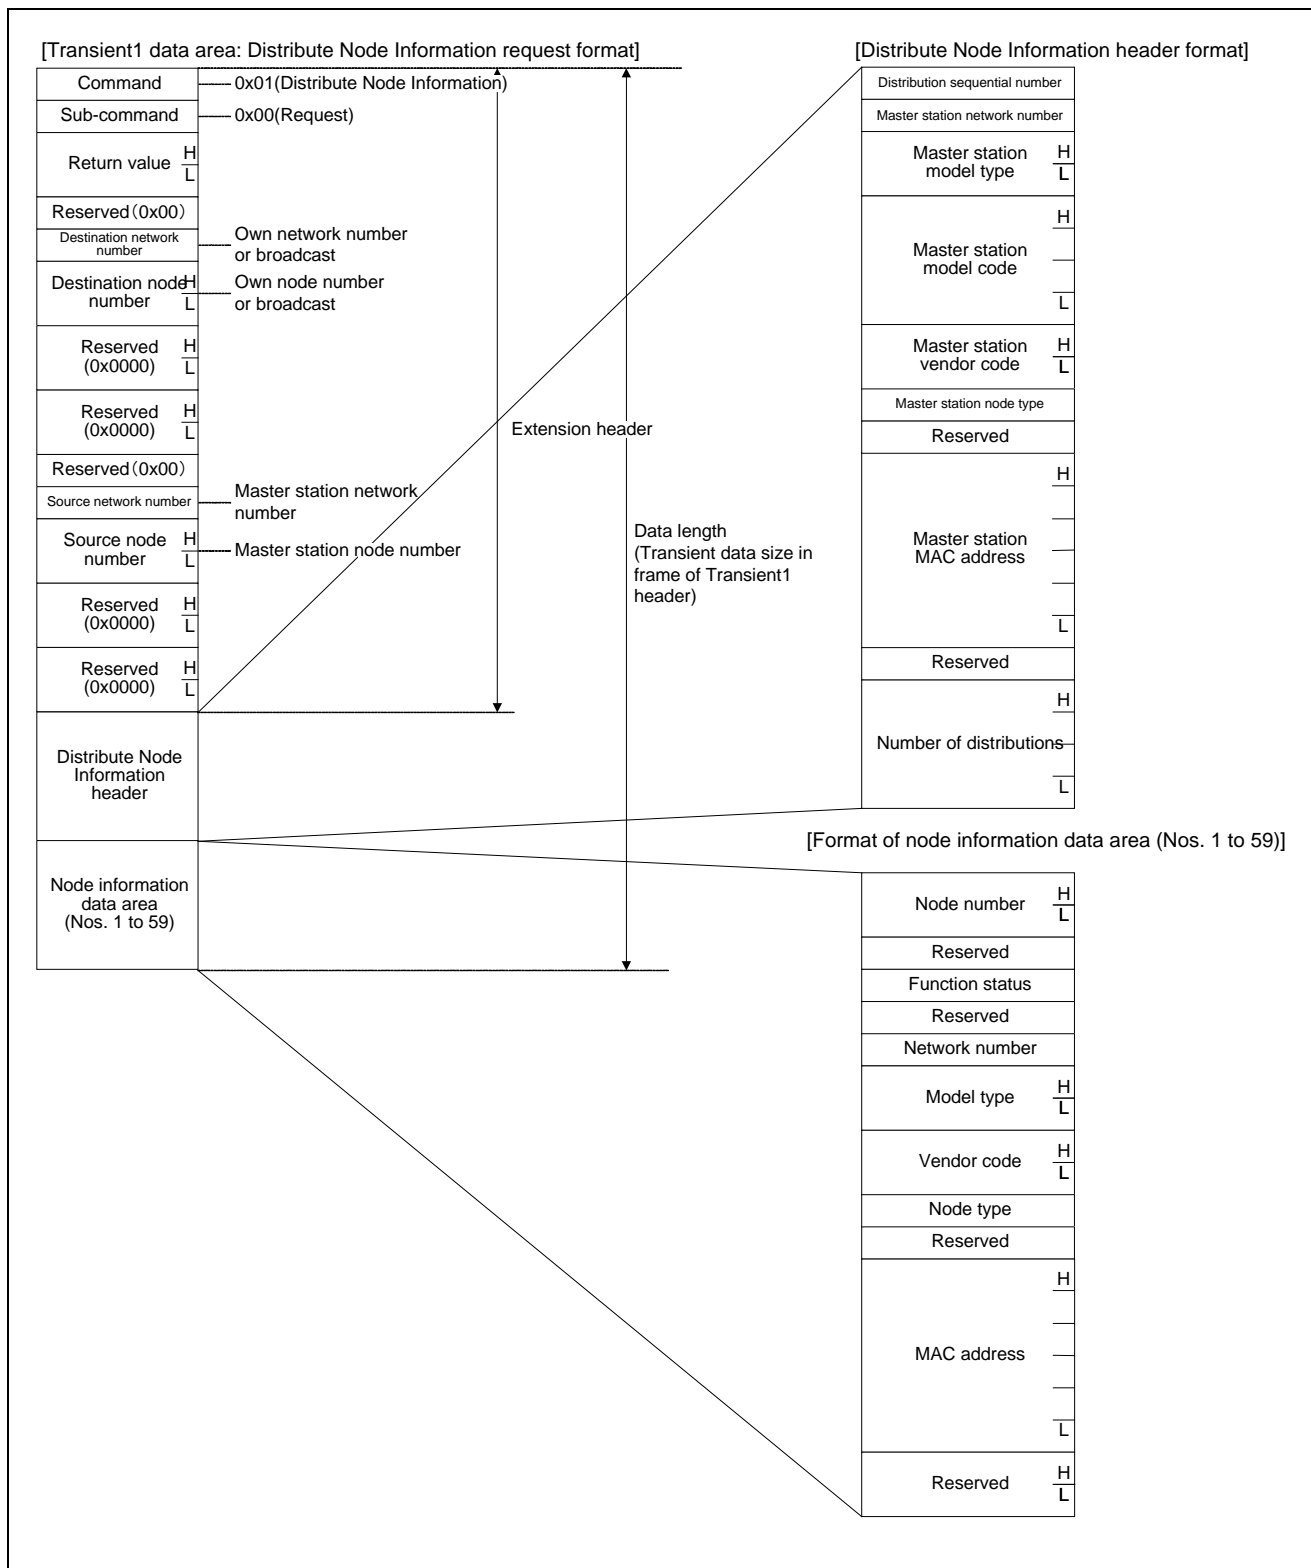 [Transient1 data area: Distribute Node Information request format]
Command
0x01(Distribute Node Information)
Sub-command
0x00(Request)
Return value
H
L
Reserved(0x00)
Destination network
number
Own network number
or broadcast
Destination node
number
H
L
Own node number
or broadcast
Reserved
(0x0000)
H
L
Reserved
(0x0000)
H
L
Reserved(0x00)
Source network number
Master station network
number
Source node
number
H
L
Master station node number
Reserved
(0x0000)
H
L
Reserved
(0x0000)
H
L
Distribute Node
Information
header
Node information
data area
(Nos. 1 to 59)
Extension header
Data length
(Transient data size in
frame of Transient1
header)
[Distribute Node Information header format]
Distribution sequential number
Master station network number
Master station
model type
H
L
Master station
model code
H
L
Master station
vendor code
H
L
Master station node type
Reserved
Master station
MAC address
H
L
Reserved
Number of distributions
H
L
[Format of node information data area (Nos. 1 to 59)]
Node number
H
L
Reserved
Function status
Reserved
Network number
Model type
H
L
Vendor code
H
L
Node type
Reserved
MAC address
H
L
Reserved
H
L